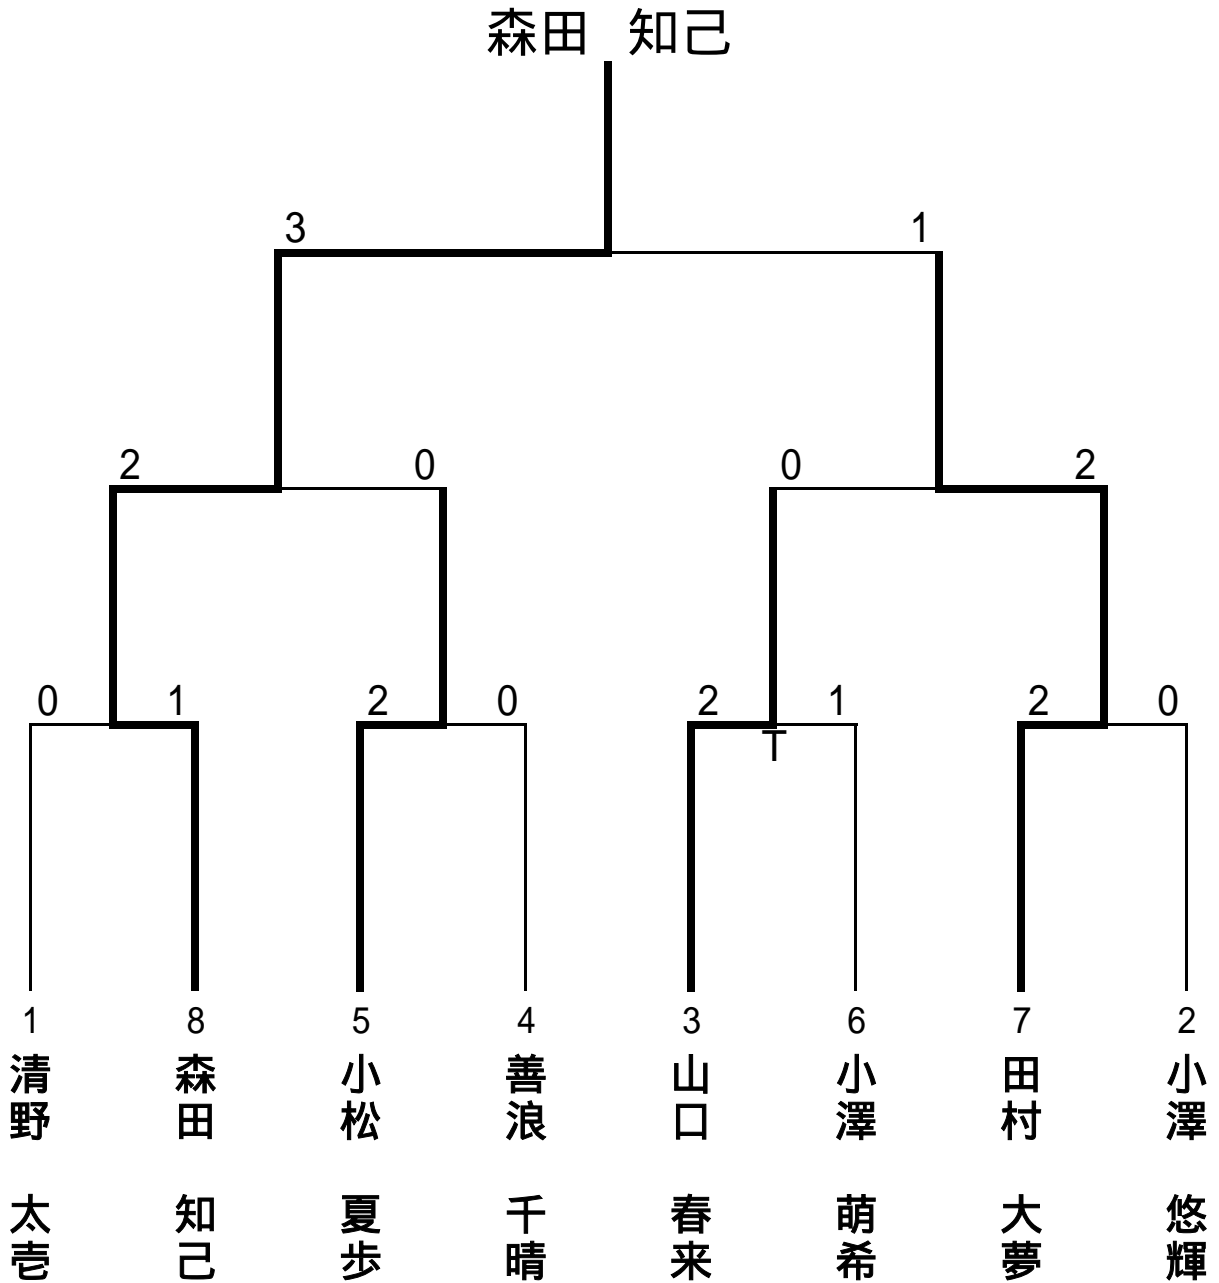 森田　知己
3 1
2 0 0 2
0 1 2 0 2 1 2 0
T
1 8 5 4 3 6 7 2
清野　太壱
森田　知己
小松　夏歩
善浪　千晴
山口　春来
小澤　萌希
田村　大夢
小澤　悠輝